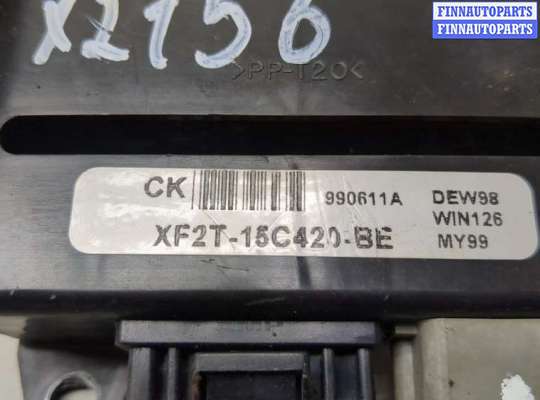 FINNAUTOPARTS
FINNAUTOPARTS
X2156
>PP-T20<
CK 990611A DEW98
WIN126
XF2T-15C420-BE MY99